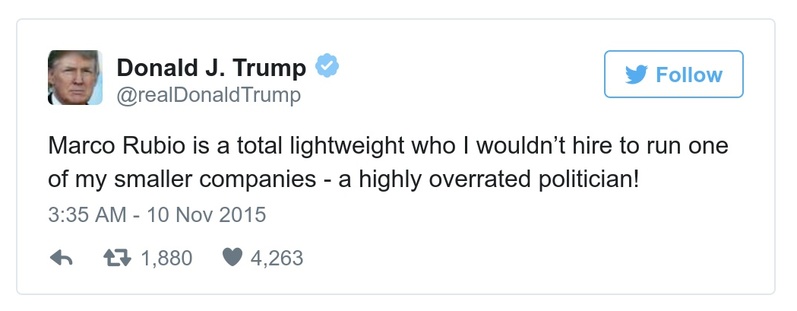 Donald J. Trump
@realDonaldTrump
Follow
Marco Rubio is a total lightweight who I wouldn’t hire to run one
of my smaller companies - a highly overrated politician!
3:35 AM - 10 Nov 2015
1,880 4,263